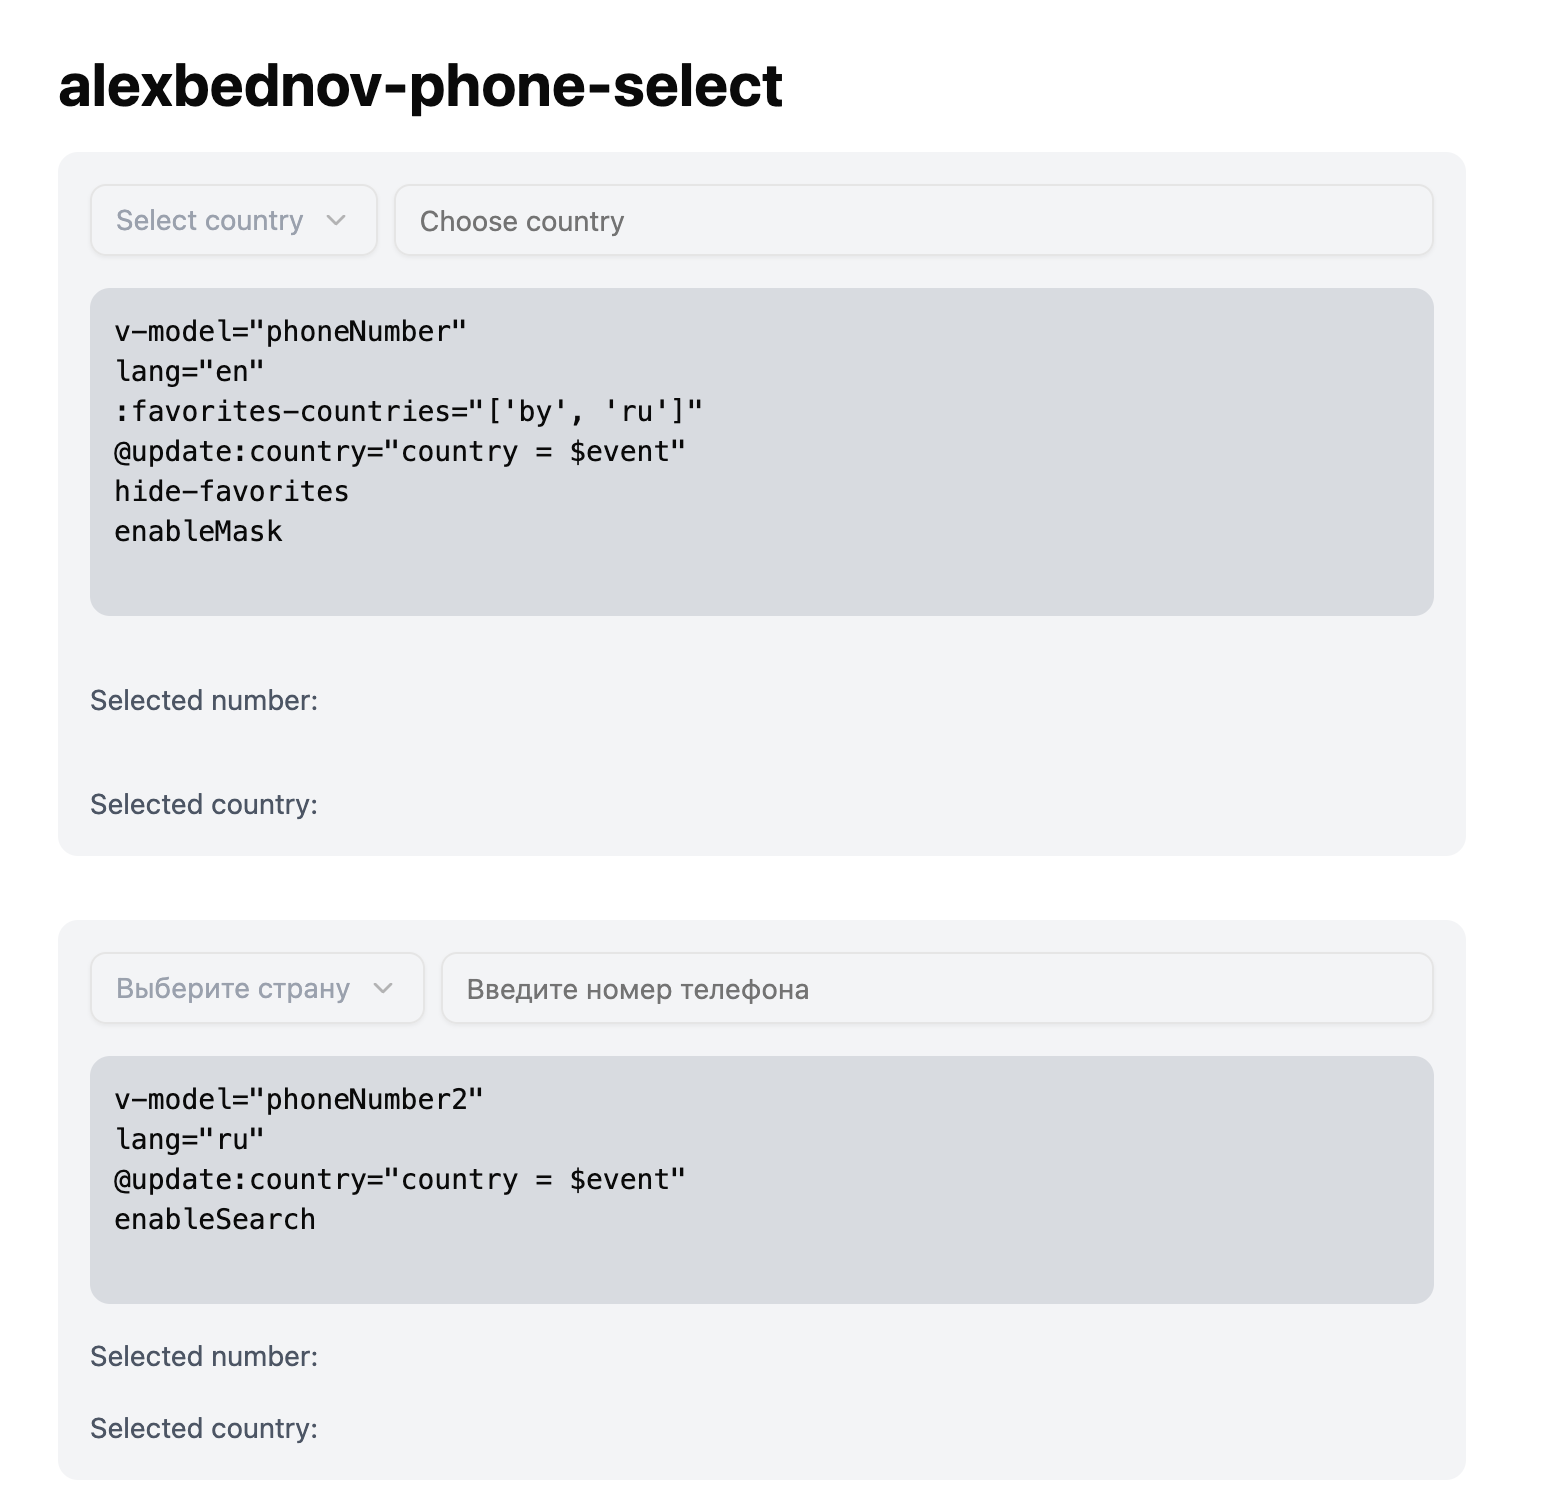 alexbednov-phone-select
Select country
Choose country
v-model="phoneNumber"
lang="en"
:favorites-countries="['by', 'ru']"
@update:country="country = $event"
hide-favorites
enableMask
Selected number:
Selected country:
Выберите страну
Введите номер телефона
v-model="phoneNumber2"
lang="ru"
@update:country="country = $event"
enableSearch
Selected number:
Selected country: